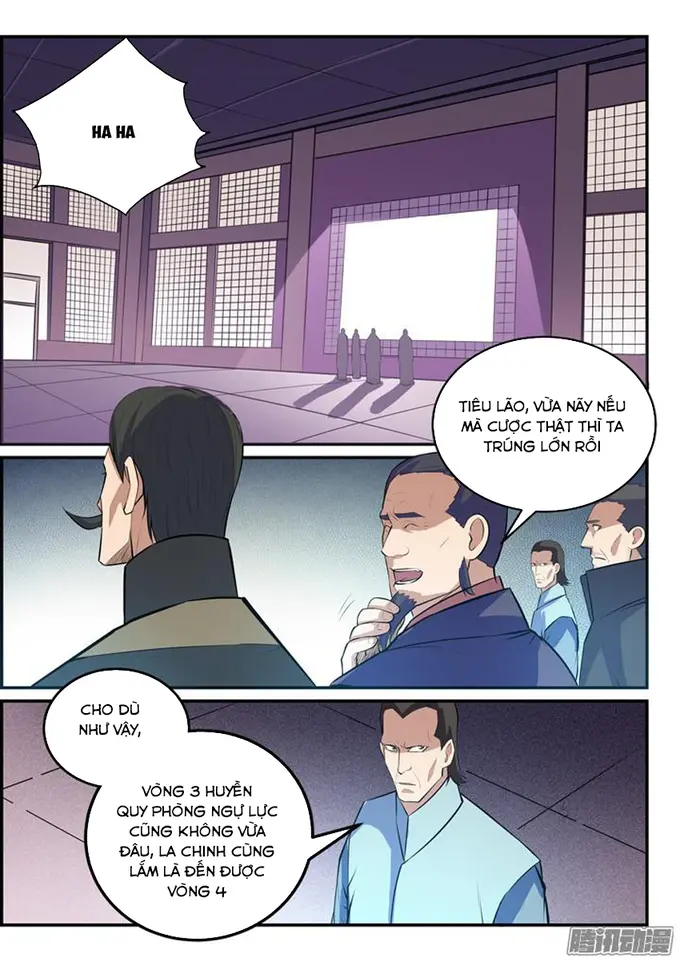 HA HA
TIÊU LÃO, VỪA NÃY NẾU
MÀ CƯỢC THẬT THÌ TA
TRÚNG LỚN RỒI
CHO DÙ
NHƯ VẬY,
VÒNG 3 HUYỀN
QUY PHÒNG NGỰ LỰC
CŨNG KHÔNG VỪA
ĐÂU, LA CHINH CÙNG
LẮM LÀ ĐẾN ĐƯỢC
VÒNG 4
腾讯动漫